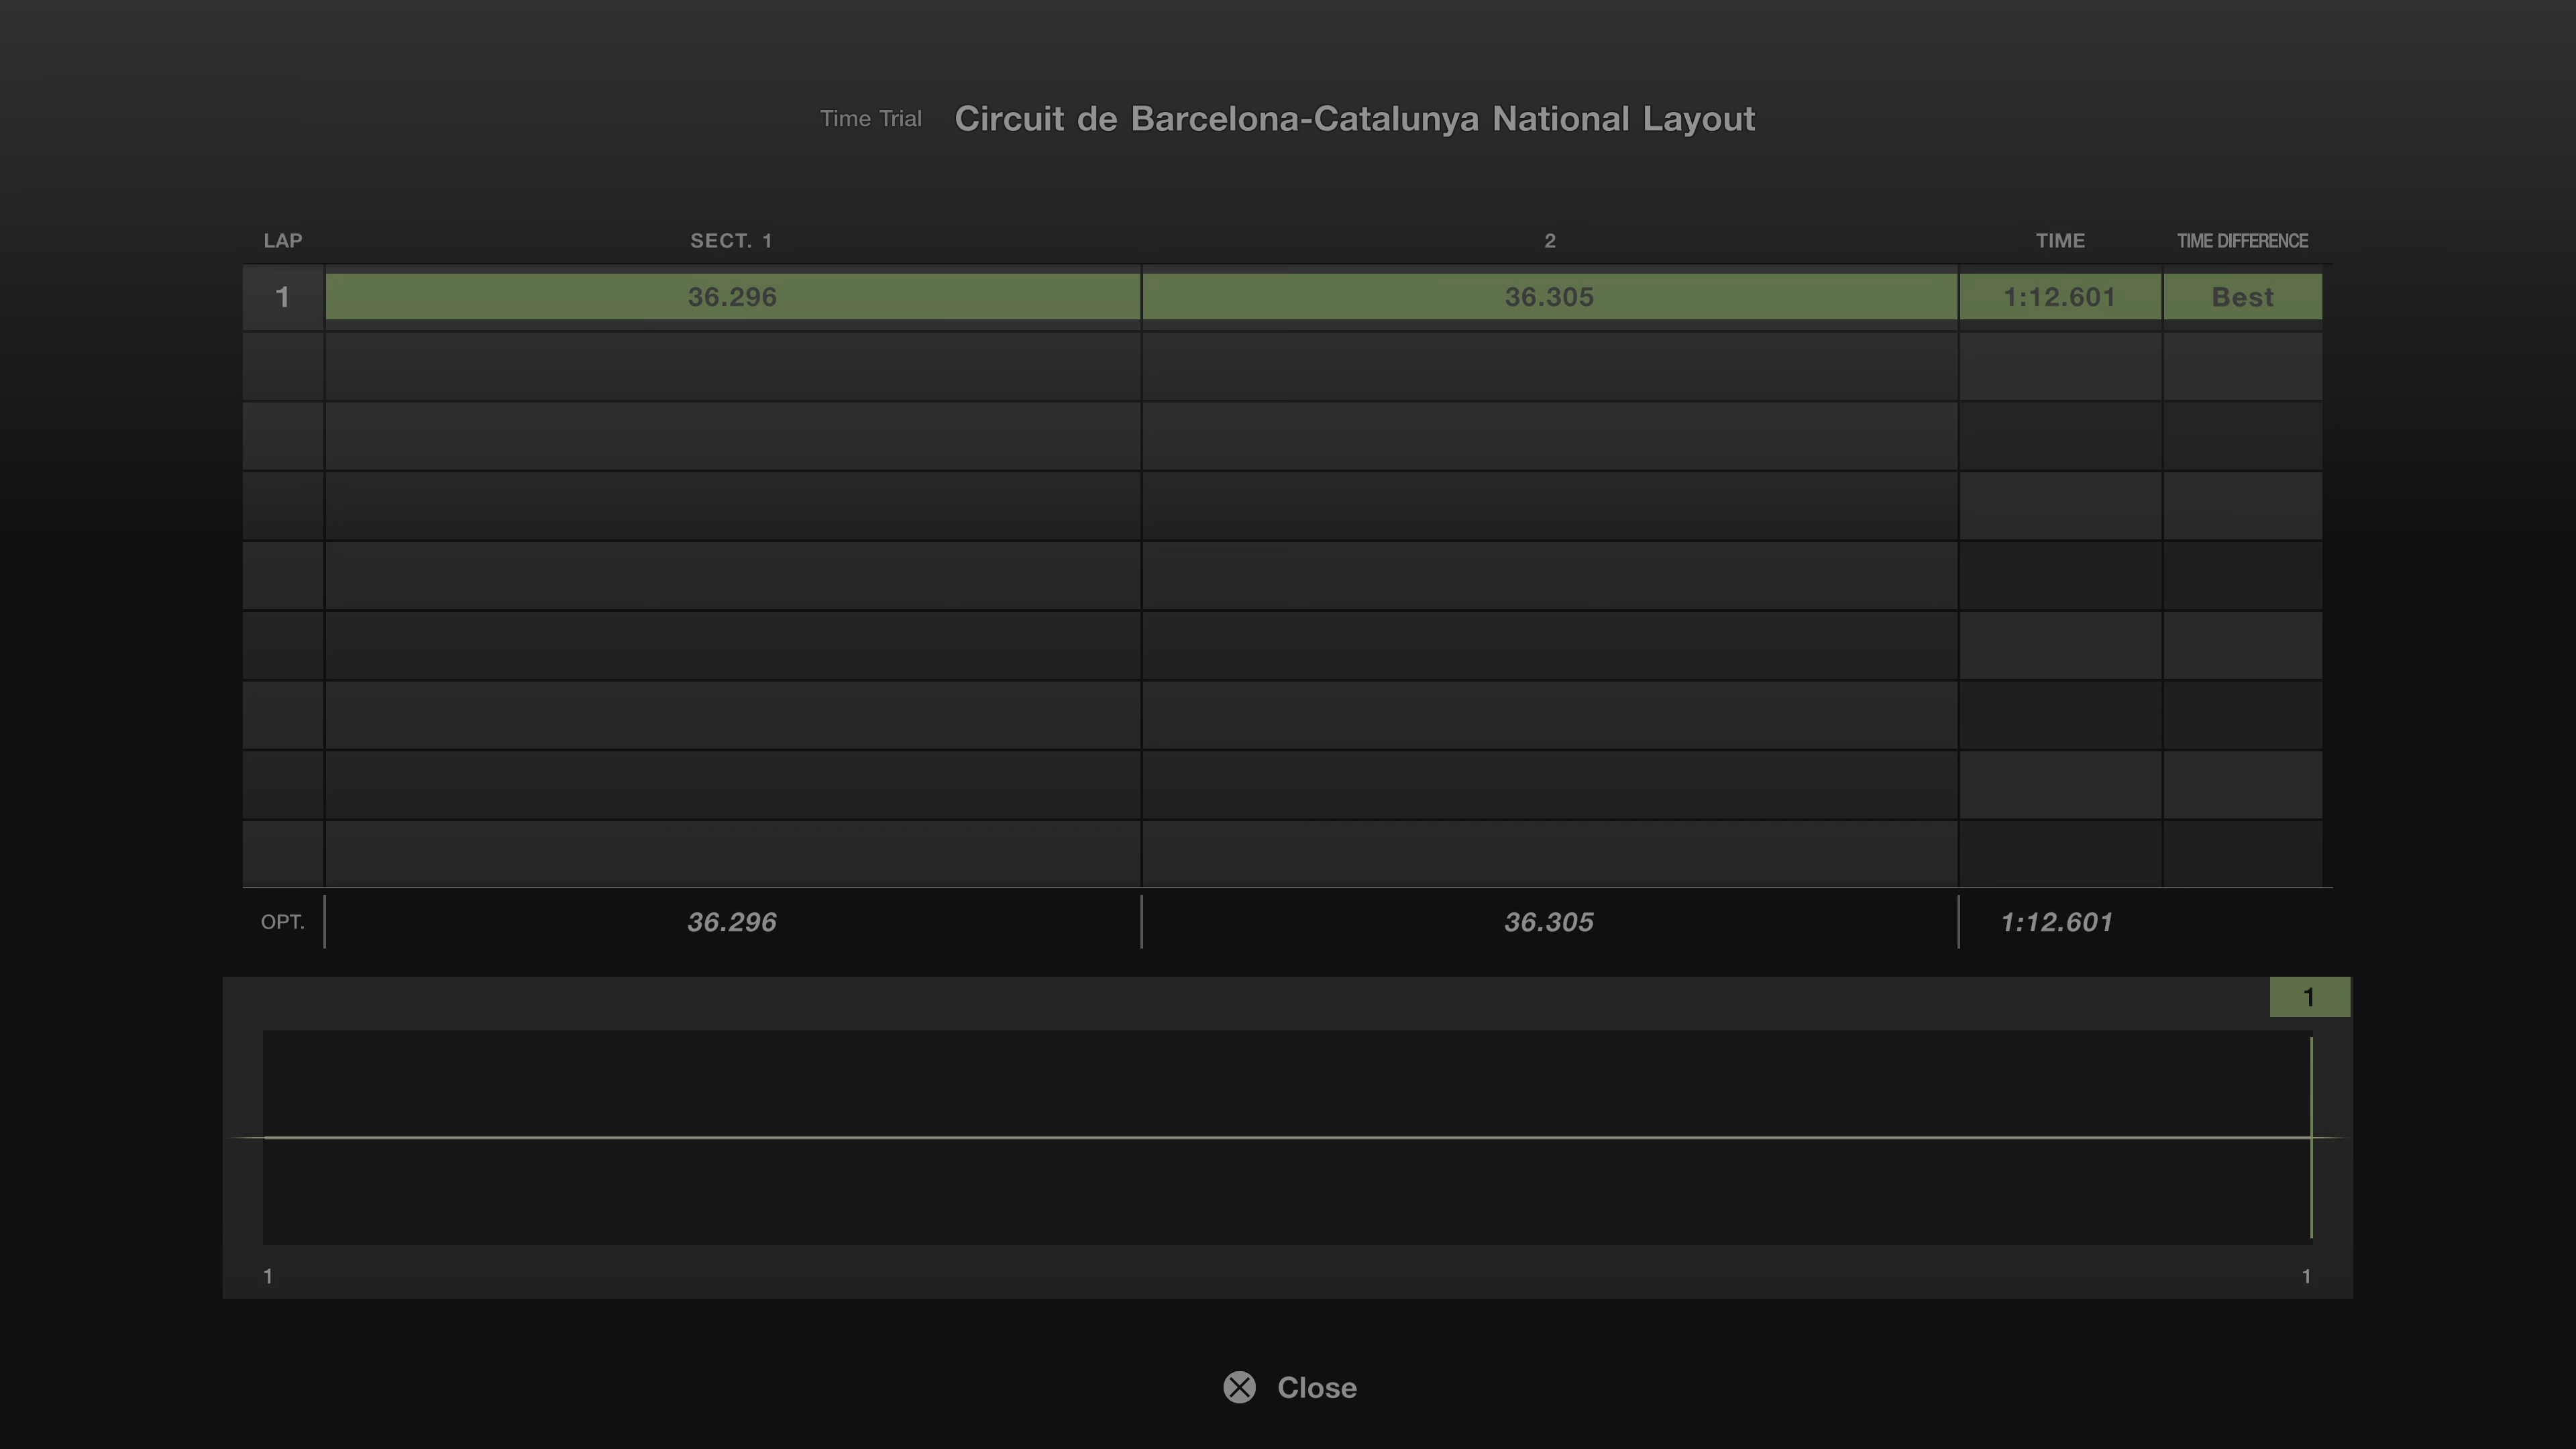 Time Trial Circuit de Barcelona-Catalunya National Layout
LAP SECT. 1 2 TIME TIME DIFFERENCE
1 36.296 36.305 1:12.601 Best
OPT. 36.296 36.305 1:12.601
1
1 1
Close